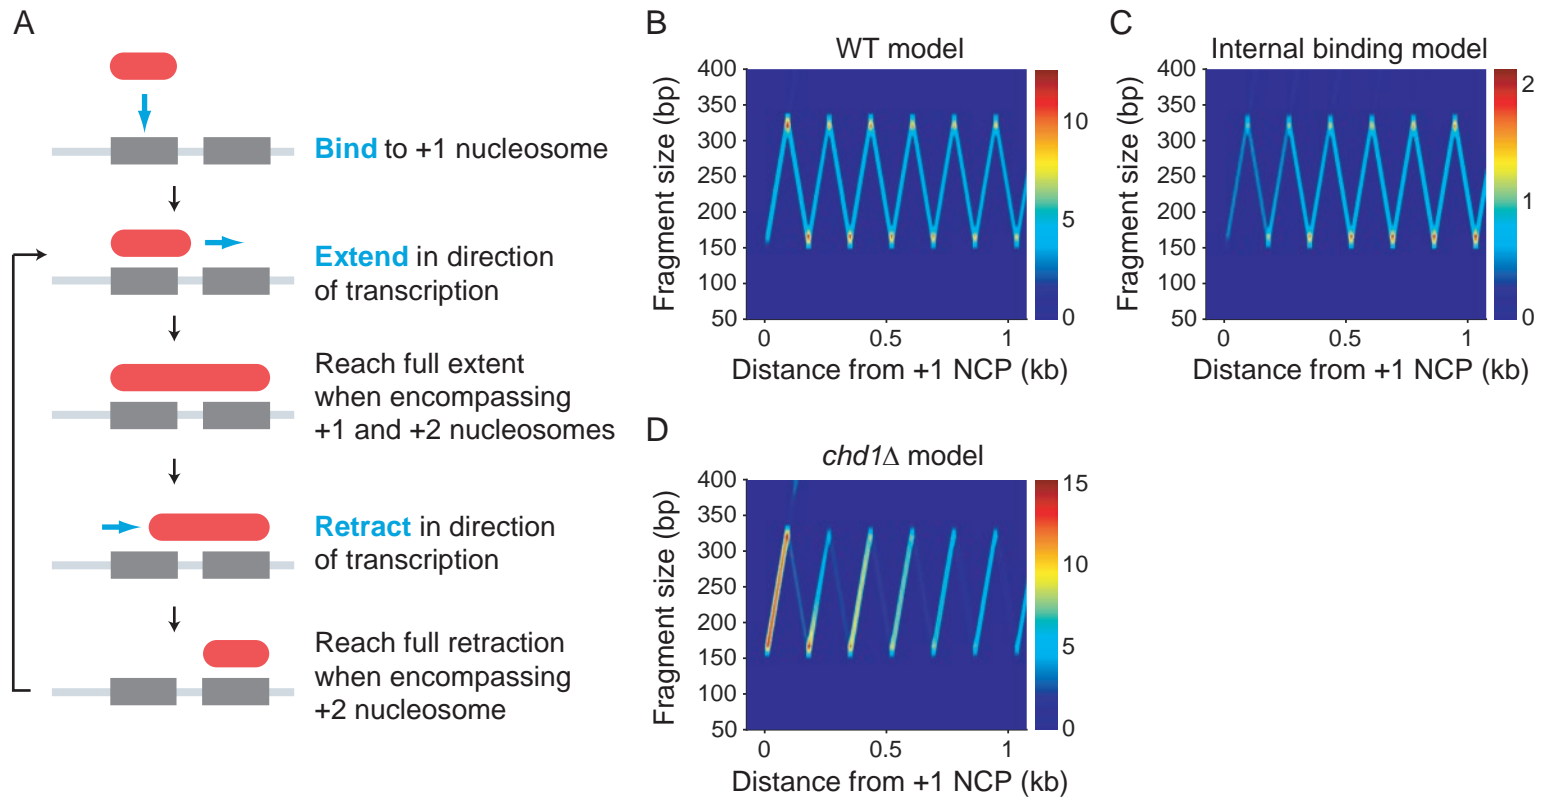 A
Bind to +1 nucleosome
Extend in direction
of transcription
Reach full extent
when encompassing
+1 and +2 nucleosomes
Retract in direction
of transcription
Reach full retraction
when encompassing
+2 nucleosome
B
WT model
Fragment size (bp)
400
350
300
250
200
150
100
50
0
0.5
1
Distance from +1 NCP (kb)
10
5
0
C
Internal binding model
Fragment size (bp)
400
350
300
250
200
150
100
50
0
0.5
1
Distance from +1 NCP (kb)
2
1
0
D
chd1Δ model
Fragment size (bp)
400
350
300
250
200
150
100
50
0
0.5
1
Distance from +1 NCP (kb)
15
10
5
0